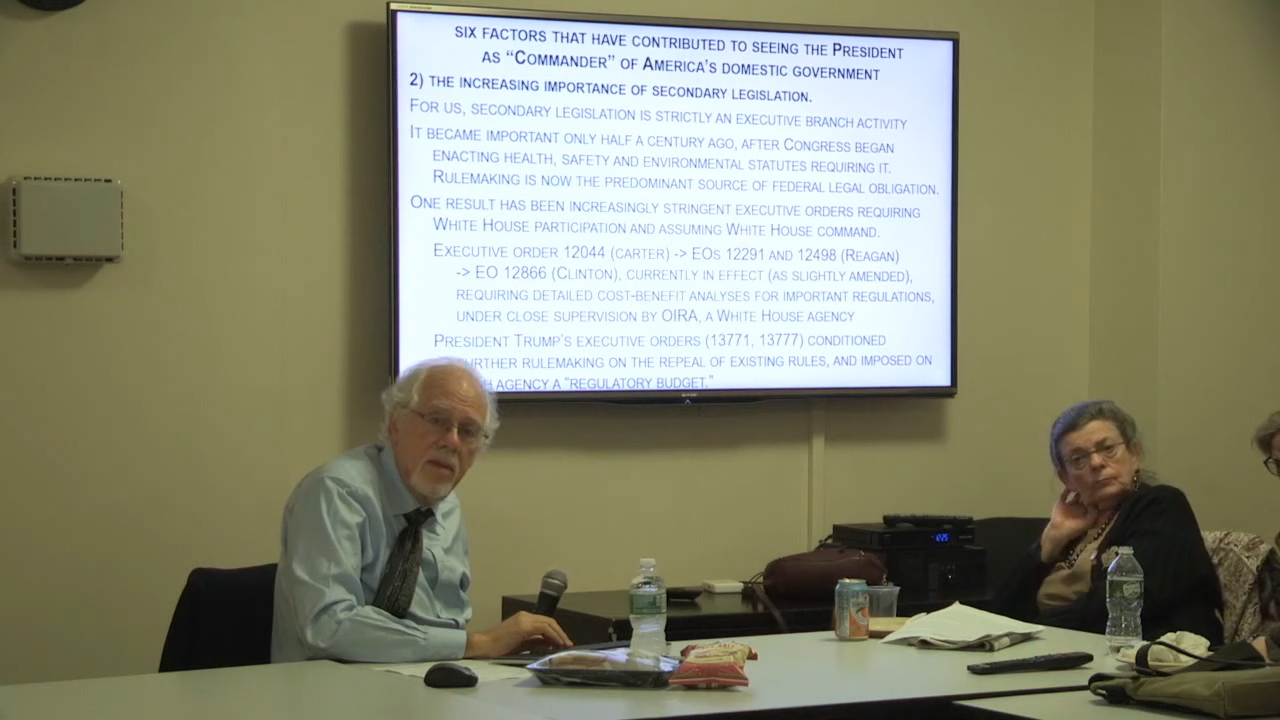 SIX FACTORS THAT HAVE CONTRIBUTED TO SEEING THE PRESIDENT
AS “COMMANDER” OF AMERICA’S DOMESTIC GOVERNMENT
2) THE INCREASING IMPORTANCE OF SECONDARY LEGISLATION.
FOR US, SECONDARY LEGISLATION IS STRICTLY AN EXECUTIVE BRANCH ACTIVITY
IT BECAME IMPORTANT ONLY HALF A CENTURY AGO, AFTER CONGRESS BEGAN
ENACTING HEALTH, SAFETY AND ENVIRONMENTAL STATUTES REQUIRING IT.
RULEMAKING IS NOW THE PREDOMINANT SOURCE OF FEDERAL LEGAL OBLIGATION.
ONE RESULT HAS BEEN INCREASINGLY STRINGENT EXECUTIVE ORDERS REQUIRING
WHITE HOUSE PARTICIPATION AND ASSUMING WHITE HOUSE COMMAND.
EXECUTIVE ORDER 12044 (CARTER) -> EOS 12291 AND 12498 (REAGAN)
-> EO 12866 (CLINTON), CURRENTLY IN EFFECT (AS SLIGHTLY AMENDED),
REQUIRING DETAILED COST-BENEFIT ANALYSES FOR IMPORTANT REGULATIONS,
UNDER CLOSE SUPERVISION BY OIRA, A WHITE HOUSE AGENCY
PRESIDENT TRUMP’S EXECUTIVE ORDERS (13771, 13777) CONDITIONED
URTHER RULEMAKING ON THE REPEAL OF EXISTING RULES, AND IMPOSED ON
H AGENCY A “REGULATORY BUDGET.”